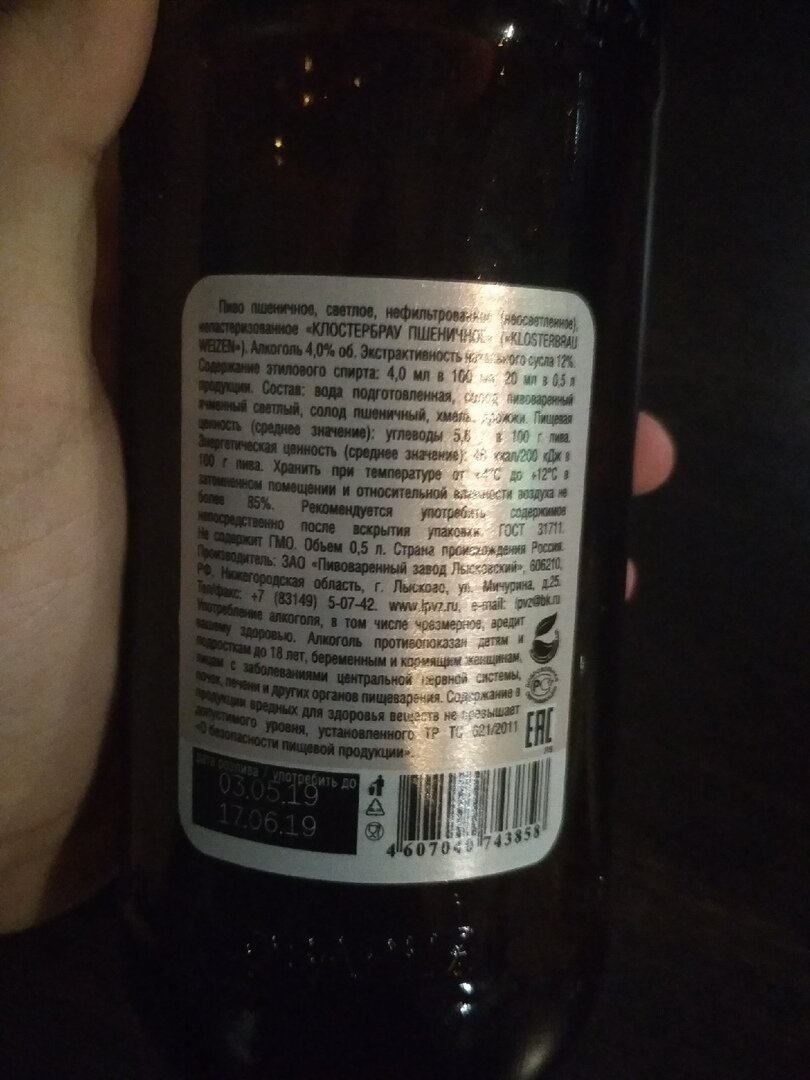 Пиво пшеничное, светлое, нефильтрованное (неосветленное),
непастеризованное «КЛОСТЕРБРАУ ПШЕНИЧНОЕ» («KLOSTERBRAU
WEIZEN»). Алкоголь 4,0% об. Экстрактивность начального сусла 12%.
Содержание этилового спирта: 4,0 мл в 100 мл, 20 мл в 0,5 л
продукции. Состав: вода подготовленная, солод пивоваренный
ячменный светлый, солод пшеничный, хмель, дрожжи. Пищевая
ценность (среднее значение): углеводы 5,8 в 100 г пива.
Энергетическая ценность (среднее значение): 48 ккал/200 кДж в
100 г пива. Хранить при температуре от +4°C до +12°C в
затемненном помещении и относительной влажности воздуха не
более 85%. Рекомендуется употребить содержимое
непосредственно после вскрытия упаковки. ГОСТ 31711.
Не содержит ГМО. Объем 0,5 л. Страна происхождения Россия.
Производитель: ЗАО «Пивоваренный завод Лысковский», 606210,
РФ, Нижегородская область, г. Лысково, ул. Мичурина, д.25.
Тел/факс: +7 (83149) 5-07-42. www.lpvz.ru, e-mail: lpvz@bk.ru
Употребление алкоголя, в том числе чрезмерное, вредит
вашему здоровью. Алкоголь противопоказан детям и
подросткам до 18 лет, беременным и кормящим женщинам,
лицам с заболеваниями центральной нервной системы,
почек, печени и других органов пищеварения. Содержание в
продукции вредных для здоровья веществ не превышает
допустимого уровня, установленного ТР ТС 021/2011
«О безопасности пищевой продукции».
РСТ
EAC
дата розлива / употребить до
03.05.19
17.06.19
4 607040 743858